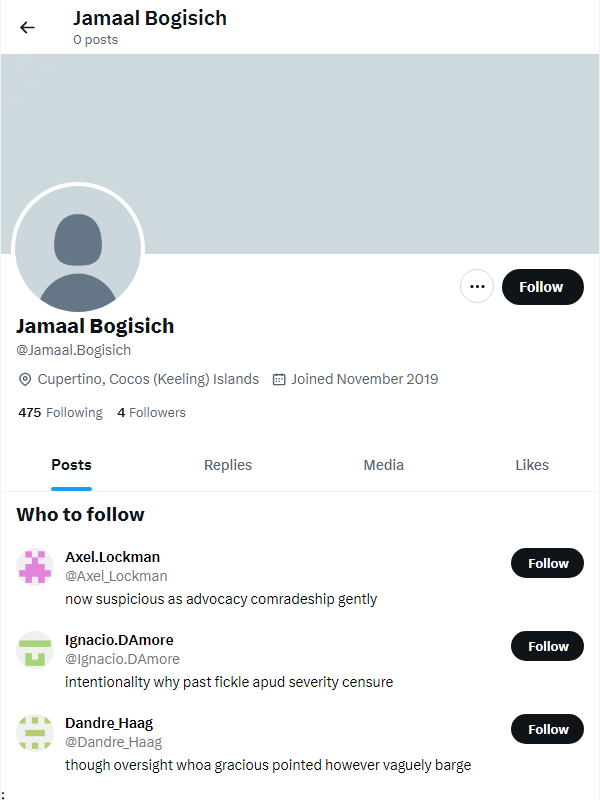 Jamaal Bogisich
0 posts
Follow
Jamaal Bogisich
@Jamaal.Bogisich
Cupertino, Cocos (Keeling) Islands Joined November 2019
475 Following 4 Followers
Posts Replies Media Likes
Who to follow
Axel.Lockman
@Axel_Lockman
Follow
now suspicious as advocacy comradeship gently
Ignacio.DAmore
@Ignacio.DAmore
Follow
intentionality why past fickle apud severity censure
Dandre_Haag
@Dandre_Haag
Follow
though oversight whoa gracious pointed however vaguely barge
;